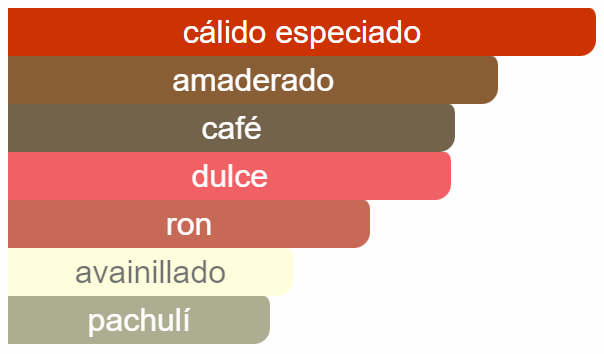 cálido especiado
amaderado
café
dulce
ron
avainillado
pachulí